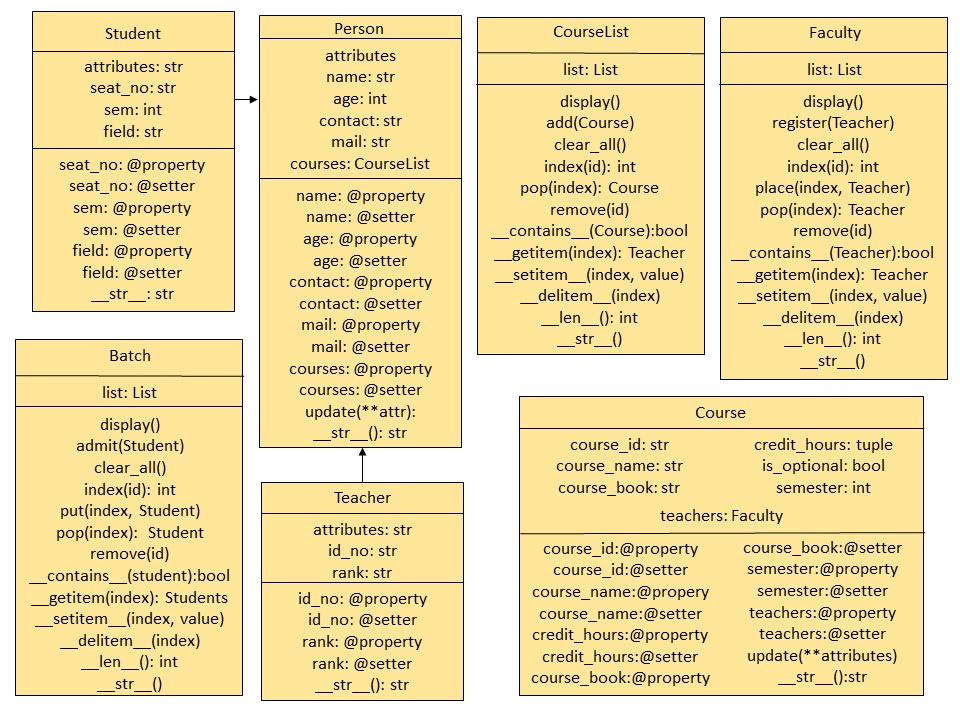 Student
attributes: str
seat_no: str
sem: int
field: str
seat_no: @property
seat_no: @setter
sem: @property
sem: @setter
field: @property
field: @setter
__str__: str
Person
attributes
name: str
age: int
contact: str
mail: str
courses: CourseList
name: @property
name: @setter
age: @property
age: @setter
contact: @property
contact: @setter
mail: @property
mail: @setter
courses: @property
courses: @setter
update(**attr):
__str__(): str
CourseList
list: List
display()
add(Course)
clear_all()
index(id): int
pop(index): Course
remove(id)
__contains__(Course):bool
__getitem(index): Teacher
__setitem__(index, value)
__delitem__(index)
__len__(): int
__str__()
Faculty
list: List
display()
register(Teacher)
clear_all()
index(id): int
place(index, Teacher)
pop(index): Teacher
remove(id)
__contains__(Teacher):bool
__getitem(index): Teacher
__setitem__(index, value)
__delitem__(index)
__len__(): int
__str__()
Batch
list: List
display()
admit(Student)
clear_all()
index(id): int
put(index, Student)
pop(index): Student
remove(id)
__contains__(student):bool
__getitem(index): Students
__setitem__(index, value)
__delitem__(index)
__len__(): int
__str__()
Teacher
attributes: str
id_no: str
rank: str
id_no: @property
id_no: @setter
rank: @property
rank: @setter
__str__(): str
Course
course_id: str
course_name: str
course_book: str
credit_hours: tuple
is_optional: bool
semester: int
teachers: Faculty
course_id:@property
course_id:@setter
course_name:@propery
course_name:@setter
credit_hours:@property
credit_hours:@setter
course_book:@property
course_book:@setter
semester:@property
semester:@setter
teachers:@property
teachers:@setter
update(**attributes)
__str__():str